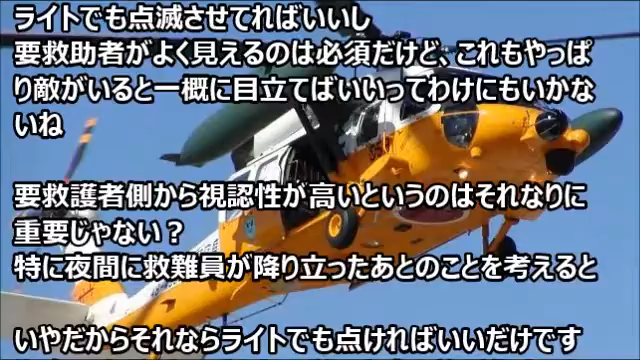 ライトでも点滅させてればいいし
要救助者がよく見えるのは必須だけど、これもやっぱ
り敵がいると一概に目立てばいいってわけにもいかな
いね
要救護者側から視認性が高いというのはそれなりに
重要じゃない？
特に夜間に救難員が降り立ったあとのことを考えると
いやだからそれならライトでも点ければいいだけです